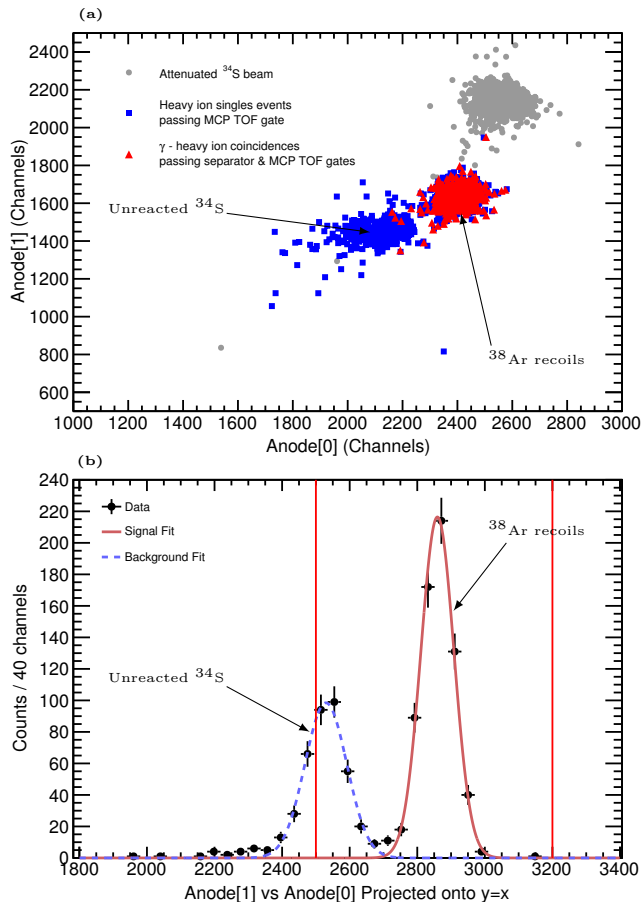 (a)
2400
2200
2000
1800
1600
1400
1200
1000
800
600
Anode[1] (Channels)
Attenuated ³⁴S beam
Heavy ion singles events
passing MCP TOF gate
γ - heavy ion coincidences
passing separator & MCP TOF gates
Unreacted ³⁴S
³⁸Ar recoils
1000 1200 1400 1600 1800 2000 2200 2400 2600 2800 3000
Anode[0] (Channels)
(b)
240
220
200
180
160
140
120
100
80
60
40
20
0
Counts / 40 channels
Data
Signal Fit
Background Fit
³⁸Ar recoils
Unreacted ³⁴S
1800 2000 2200 2400 2600 2800 3000 3200 3400
Anode[1] vs Anode[0] Projected onto y=x